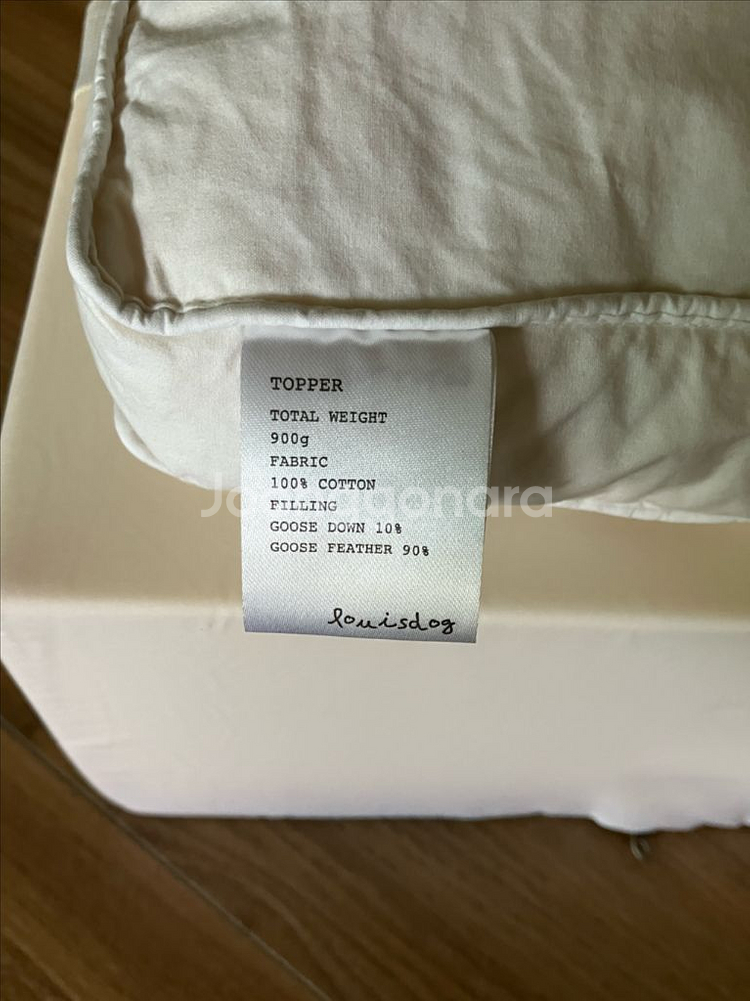 TOPPER
TOTAL WEIGHT
900g
FABRIC
100% COTTON
FILLING
GOOSE DOWN 10%
GOOSE FEATHER 90%
louisdog